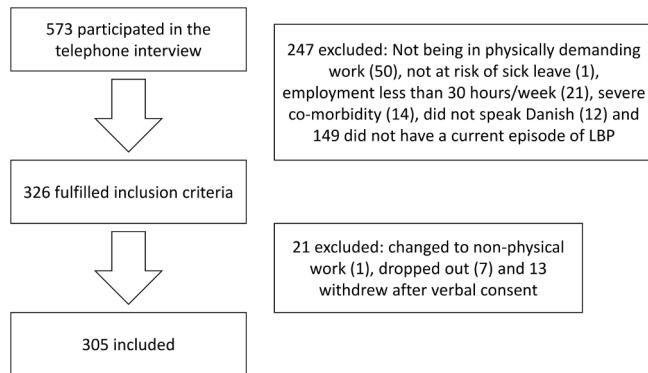 573 participated in the
telephone interview
247 excluded: Not being in physically demanding
work (50), not at risk of sick leave (1),
employment less than 30 hours/week (21), severe
co-morbidity (14), did not speak Danish (12) and
149 did not have a current episode of LBP
326 fulfilled inclusion criteria
21 excluded: changed to non-physical
work (1), dropped out (7) and 13
withdrew after verbal consent
305 included